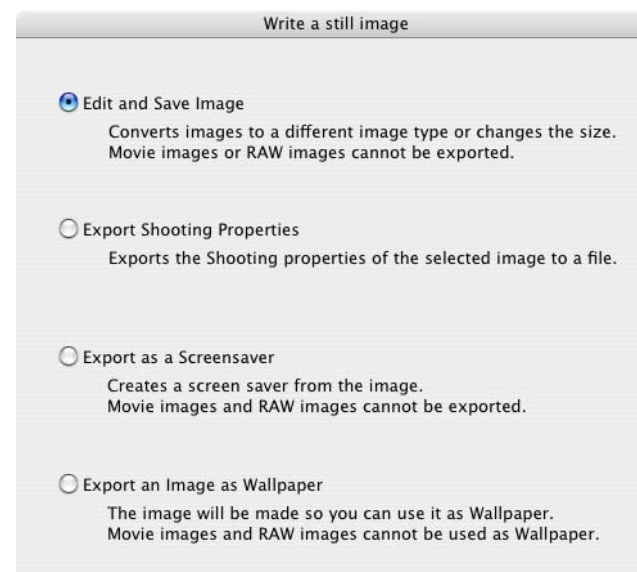 Write a still image
Edit and Save Image
Converts images to a different image type or changes the size.
Movie images or RAW images cannot be exported.
Export Shooting Properties
Exports the Shooting properties of the selected image to a file.
Export as a Screensaver
Creates a screen saver from the image.
Movie images and RAW images cannot be exported.
Export an Image as Wallpaper
The image will be made so you can use it as Wallpaper.
Movie images and RAW images cannot be used as Wallpaper.